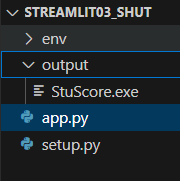 STREAMLIT03_SHUT
env
output
StuScore.exe
app.py
setup.py